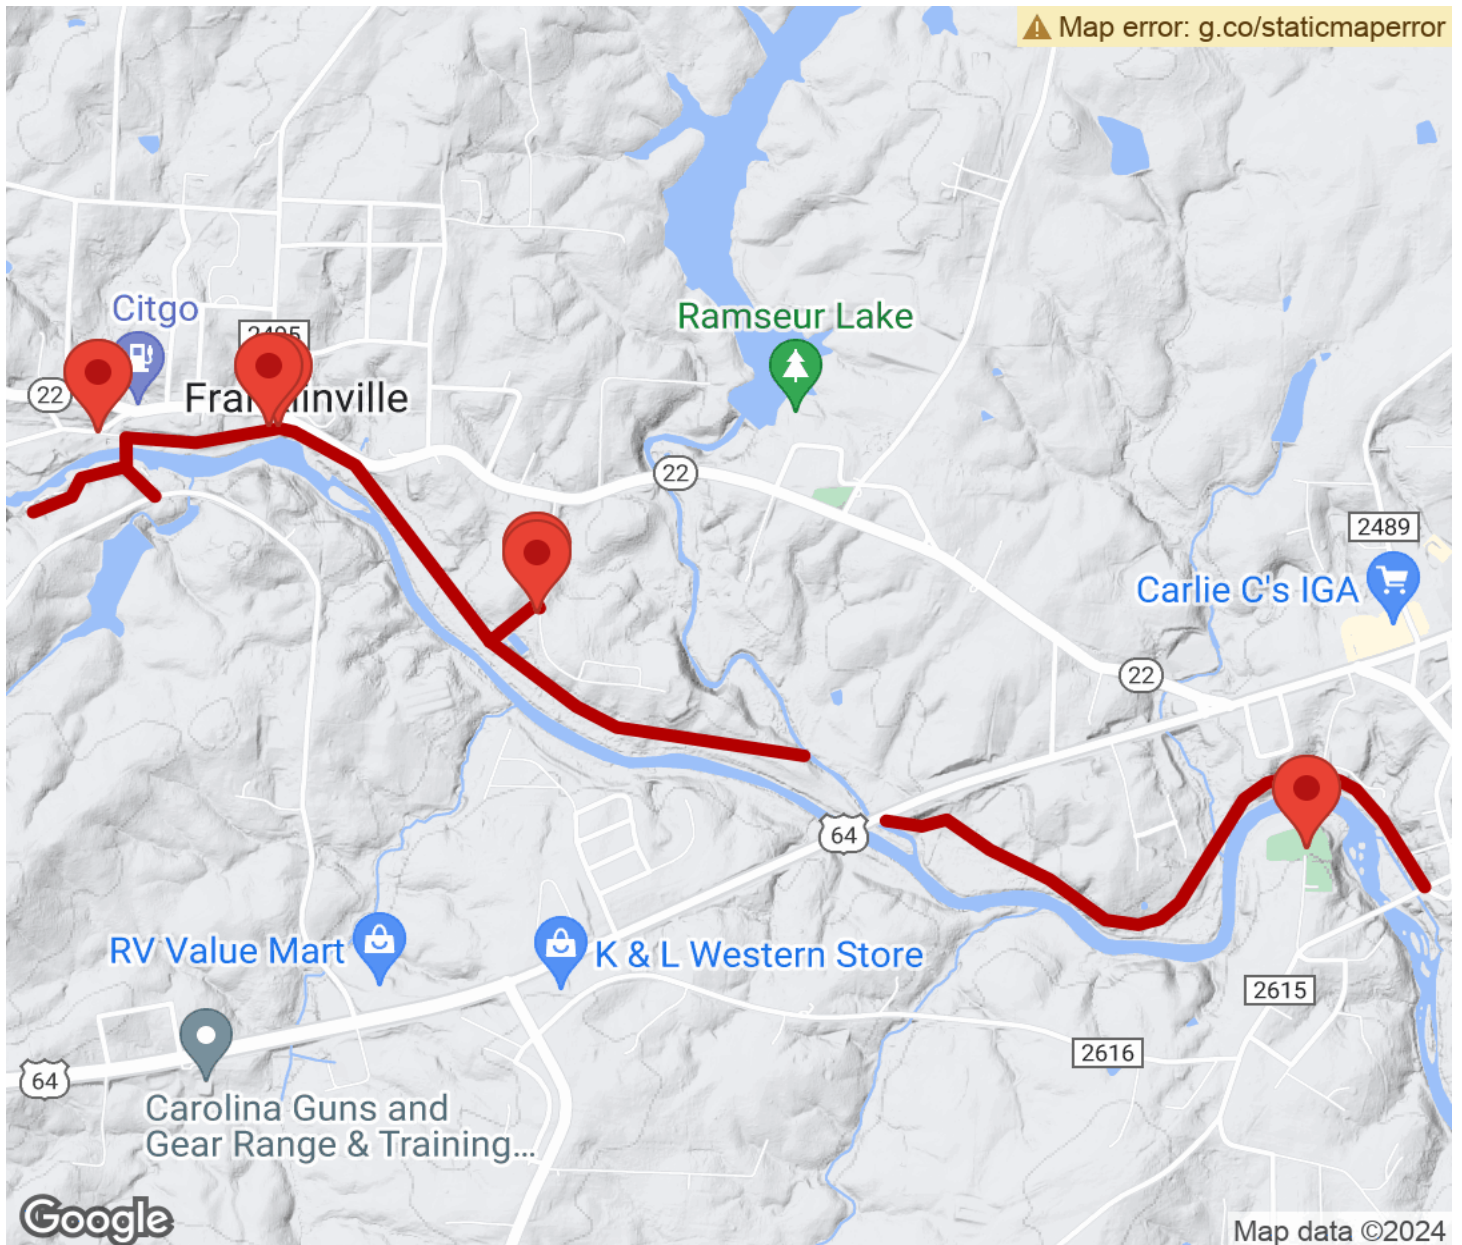 Map error: g.co/staticmaperror
Citgo
Ramseur Lake
22
Franklinville
22
2489
Carlie C's IGA
22
64
RV Value Mart
K & L Western Store
2615
2616
64
Carolina Guns and
Gear Range & Training...
Google
Map data ©2024